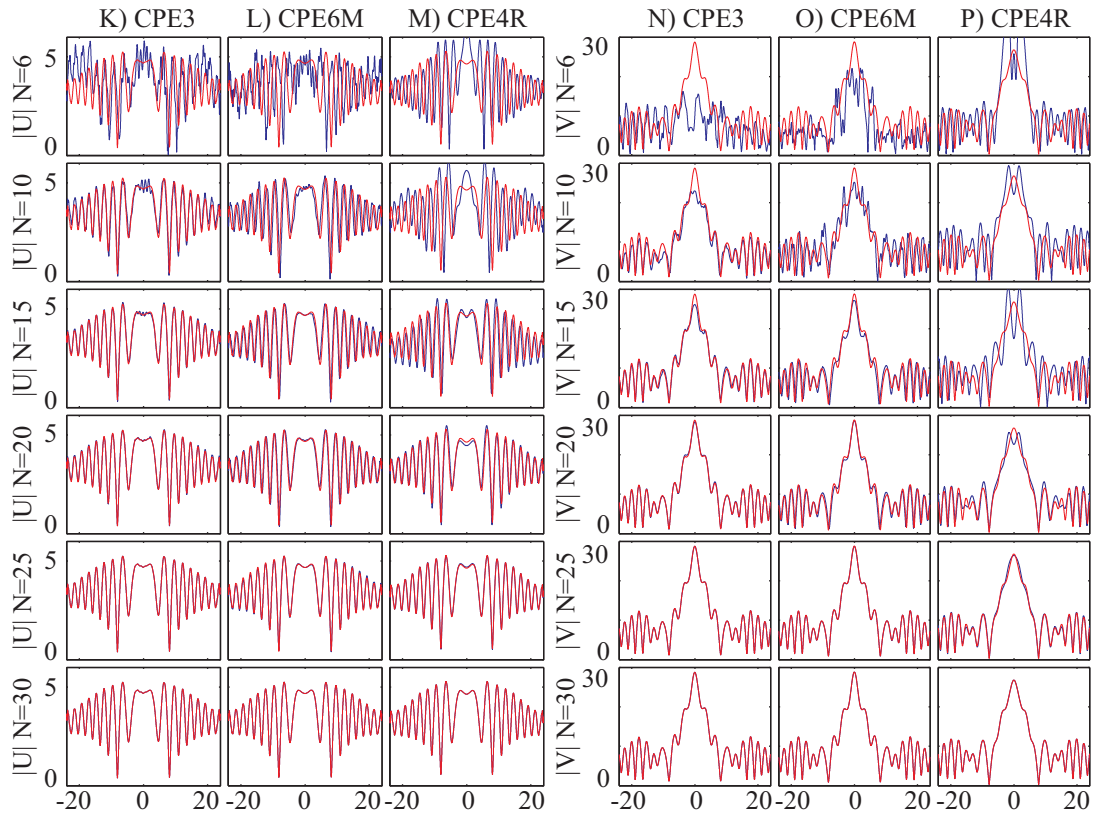 K) CPE3 L) CPE6M M) CPE4R N) CPE3 O) CPE6M P) CPE4R
|U| N=6 5 0 |V| N=6 30 0
|U| N=10 5 0 |V| N=10 30 0
|U| N=15 5 0 |V| N=15 30 0
|U| N=20 5 0 |V| N=20 30 0
|U| N=25 5 0 |V| N=25 30 0
|U| N=30 5 0 |V| N=30 30 0
-20 0 20 0 20 0 20 -20 0 20 -20 0 20 -20 0 20